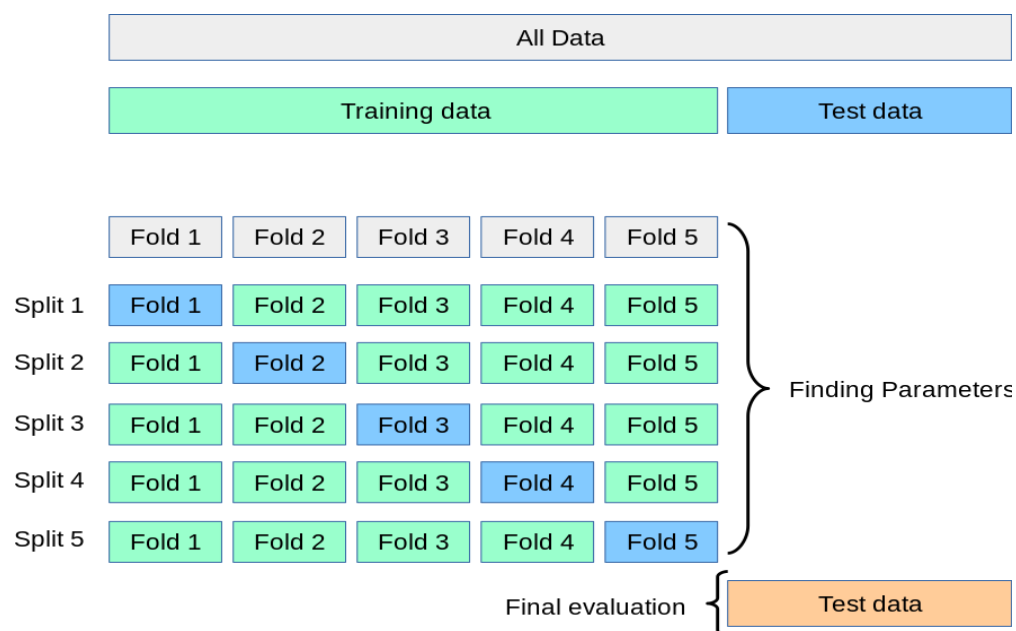 All Data
Training data
Test data
Fold 1 Fold 2 Fold 3 Fold 4 Fold 5
Split 1 Fold 1 Fold 2 Fold 3 Fold 4 Fold 5
Split 2 Fold 1 Fold 2 Fold 3 Fold 4 Fold 5
Split 3 Fold 1 Fold 2 Fold 3 Fold 4 Fold 5
Split 4 Fold 1 Fold 2 Fold 3 Fold 4 Fold 5
Split 5 Fold 1 Fold 2 Fold 3 Fold 4 Fold 5
Finding Parameters
Final evaluation
Test data